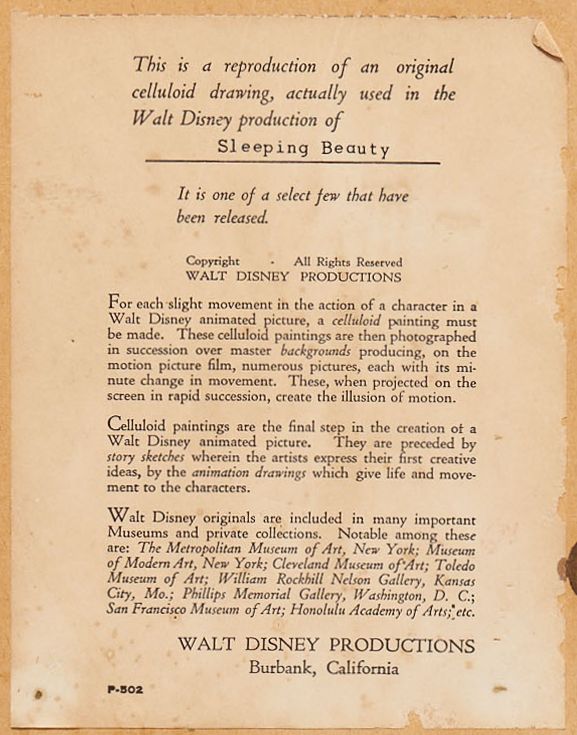 This is a reproduction of an original
celluloid drawing, actually used in the
Walt Disney production of
Sleeping Beauty
It is one of a select few that have
been released.
Copyright - All Rights Reserved
WALT DISNEY PRODUCTIONS
For each slight movement in the action of a character in a
Walt Disney animated picture, a celluloid painting must
be made. These celluloid paintings are then photographed
in succession over master backgrounds producing, on the
motion picture film, numerous pictures, each with its mi-
nute change in movement. These, when projected on the
screen in rapid succession, create the illusion of motion.
Celluloid paintings are the final step in the creation of a
Walt Disney animated picture. They are preceded by
story sketches wherein the artists express their first creative
ideas, by the animation drawings which give life and move-
ment to the characters.
Walt Disney originals are included in many important
Museums and private collections. Notable among these
are: The Metropolitan Museum of Art, New York; Museum
of Modern Art, New York; Cleveland Museum of Art; Toledo
Museum of Art; William Rockhill Nelson Gallery, Kansas
City, Mo.; Phillips Memorial Gallery, Washington, D. C.;
San Francisco Museum of Art; Honolulu Academy of Arts; etc.
WALT DISNEY PRODUCTIONS
Burbank, California
P-502